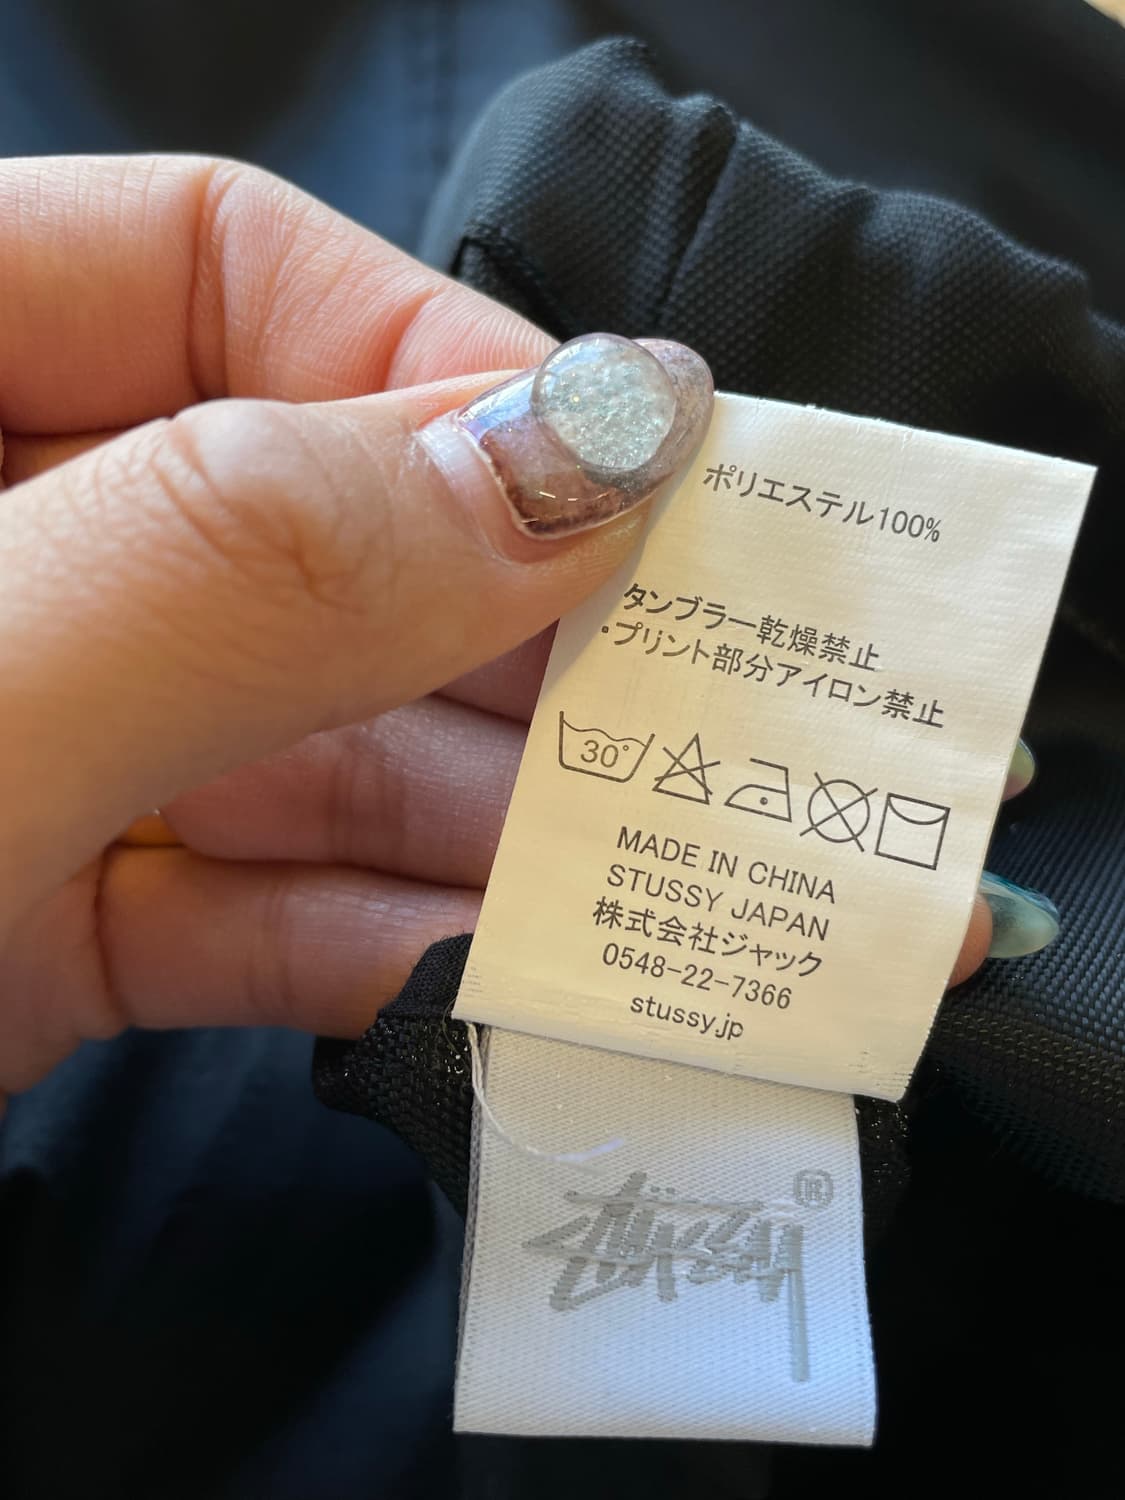 ポリエステル100%
タンブラー乾燥禁止
・プリント部分アイロン禁止
30°
MADE IN CHINA
STUSSY JAPAN
株式会社ジャック
0548-22-7366
stussy.jp
Stüssy ®